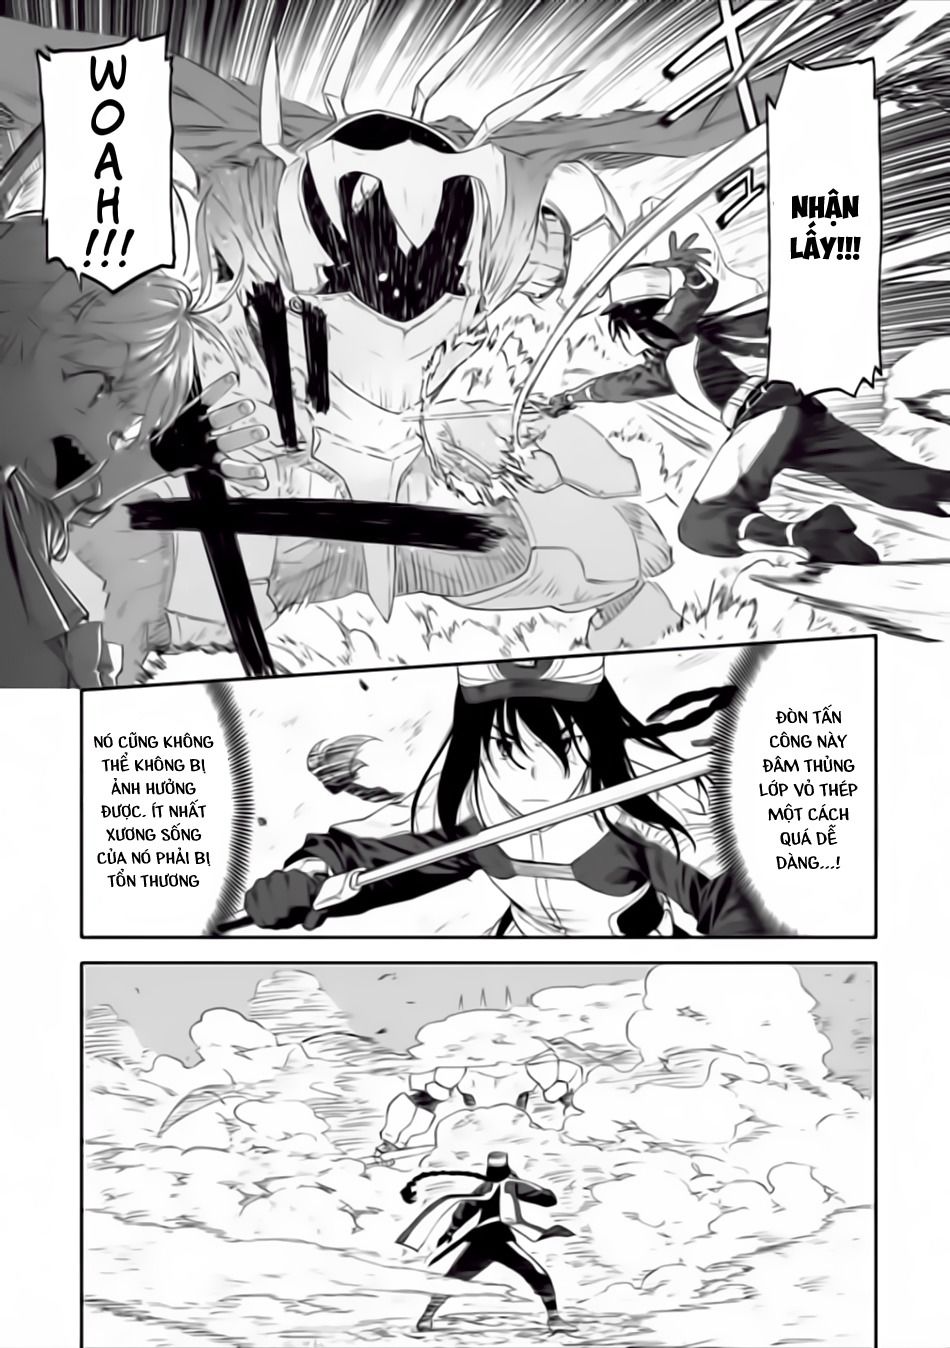 NHẬN
LẤY!!!
WOAH!!!
ĐÒN TẤN
CÔNG NÀY
ĐÂM THỦNG
LỚP VỎ THÉP
MỘT CÁCH
QUÁ DỄ
DÀNG...!
NÓ CŨNG KHÔNG
THỂ KHÔNG BỊ
ẢNH HƯỞNG
ĐƯỢC. ÍT NHẤT
XƯƠNG SỐNG
CỦA NÓ PHẢI BỊ
TỔN THƯƠNG